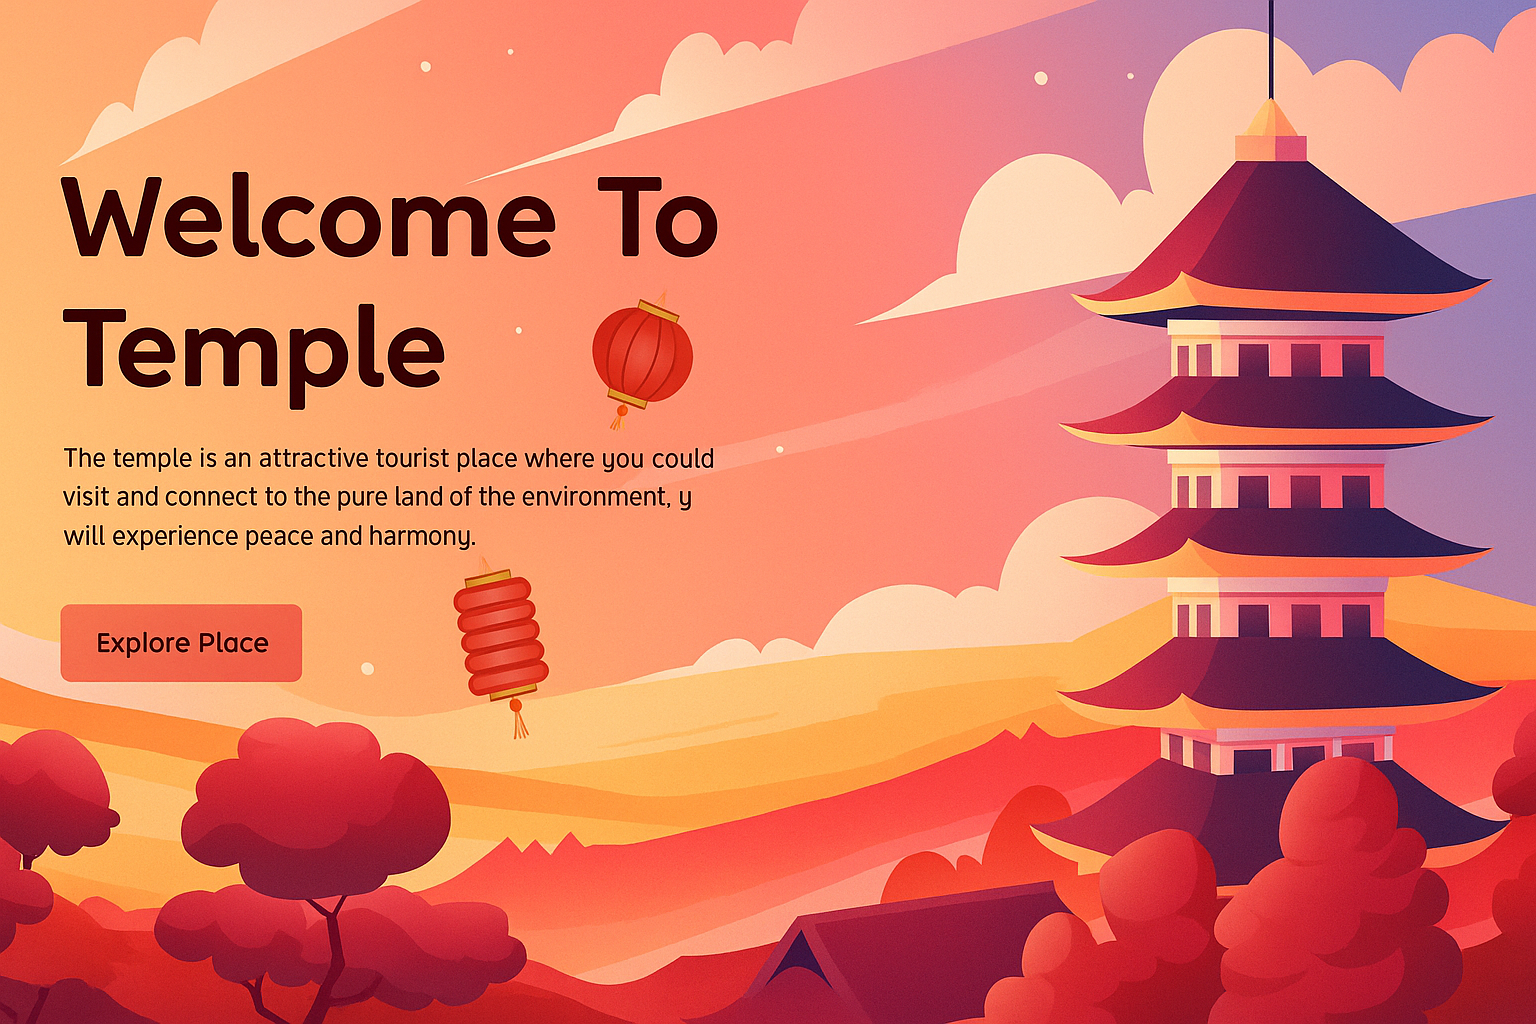 Welcome To
Temple
The temple is an attractive tourist place where you could
visit and connect to the pure land of the environment, y
will experience peace and harmony.
Explore Place